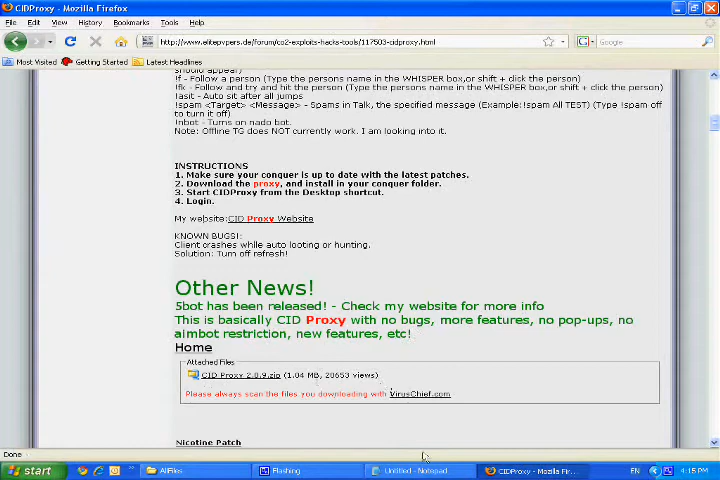 CIDProxy - Mozilla Firefox
File Edit View History Bookmarks Tools Help
http://www.elitepvpers.de/forum/co2-exploits-hacks-tools/117503-cidproxy.html
Google
Most Visited Getting Started Latest Headlines
should appear)
!f - Follow a person (Type the persons name in the WHISPER box,or shift + click the person)
!fk - Follow and try and hit the person (Type the persons name in the WHISPER box,or shift + click the person)
!asit - Auto sit after all jumps
!spam <Target> <Message> - Spams in Talk, the specified message (Example:!spam All TEST) (Type !spam off
to turn it off)
!nbot - Turns on nado bot.
Note: Offline TG does NOT currently work. I am looking into it.
INSTRUCTIONS
1. Make sure your conquer is up to date with the latest patches.
2. Download the proxy, and install in your conquer folder.
3. Start CIDProxy from the Desktop shortcut.
4. Login.
My website:CID Proxy Website
KNOWN BUGS!:
Client crashes while auto looting or hunting.
Solution: Turn off refresh!
Other News!
5bot has been released! - Check my website for more info
This is basically CID Proxy with no bugs, more features, no pop-ups, no
aimbot restriction, new features, etc!
Home
Attached Files
CID Proxy 2.0.9.zip (1.04 MB, 20653 views)
Please always scan the files you downloading with VirusChief.com
Nicotine Patch
Done
start AllFiles Flashing Untitled - Notepad CIDProxy - Mozilla Fir... EN 4:15 PM